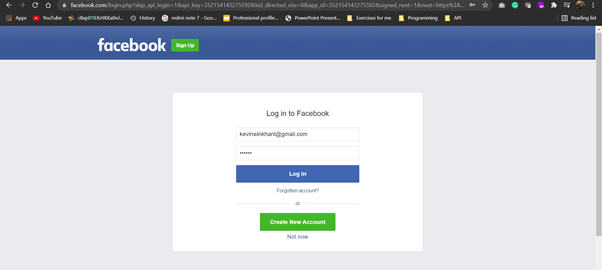 facebook.com/login.php?skip_api_login=1&api_key=352154143275592&kid_directed_site=0&app_id=352154143275592&signed_next=1&next=https%3A...
Apps
YouTube
History
redmi note 7 - Goo...
Professional profile...
PowerPoint Present...
Exercises for me
Programming
API
Reading list
facebook
Sign Up
Log in to Facebook
kevinwinkhant@gmail.com
••••••
Log In
Forgotten account?
or
Create New Account
Not now